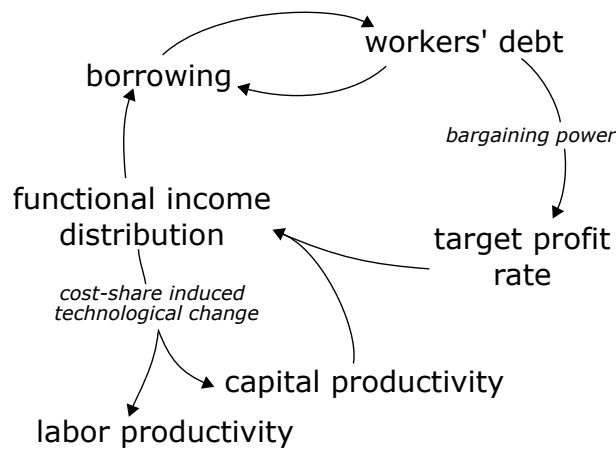 workers' debt
borrowing
bargaining power
functional income
distribution
target profit
rate
cost-share induced
technological change
capital productivity
labor productivity